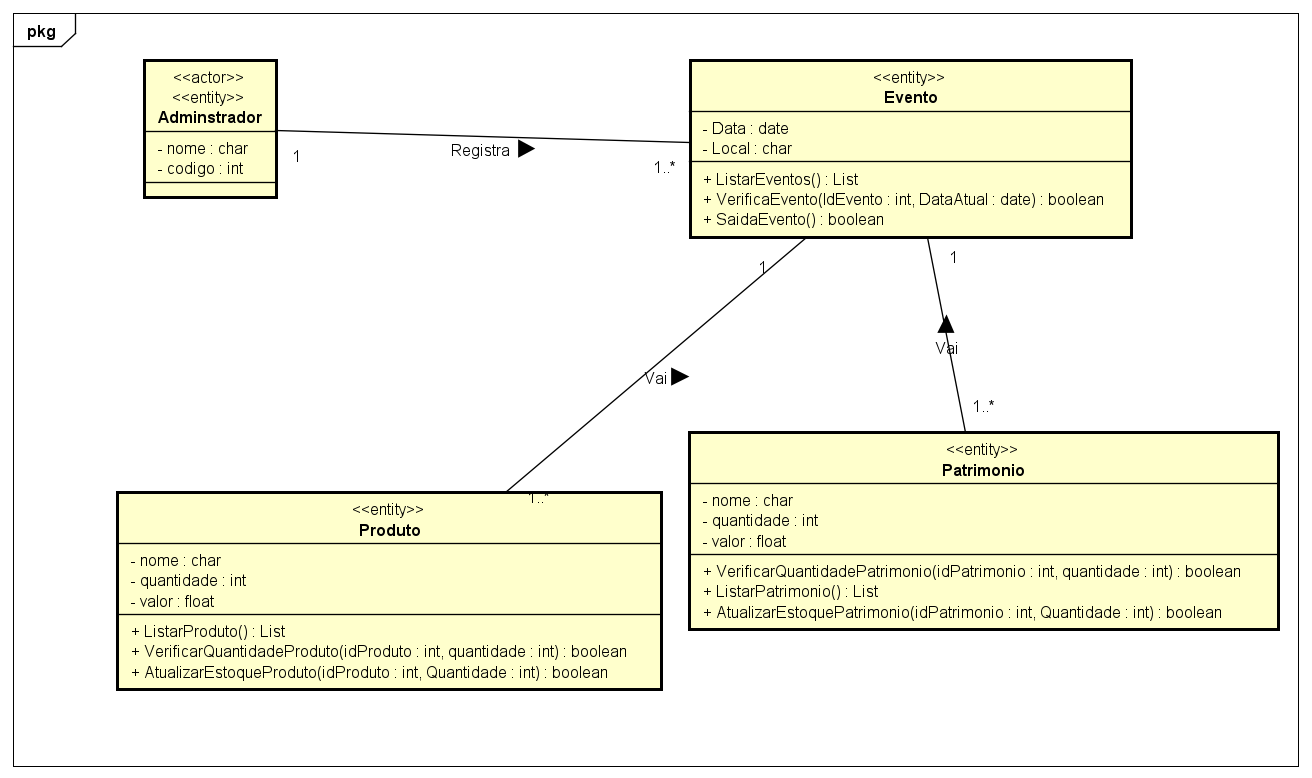 pkg
<<actor>>
<<entity>>
Adminstrador
- nome : char
- codigo : int
1
Registra
1..*
<<entity>>
Evento
- Data : date
- Local : char
+ ListarEventos() : List
+ VerificaEvento(IdEvento : int, DataAtual : date) : boolean
+ SaidaEvento() : boolean
1
1
Vai
Vai
1..*
1..*
<<entity>>
Patrimonio
- nome : char
- quantidade : int
- valor : float
+ VerificarQuantidadePatrimonio(idPatrimonio : int, quantidade : int) : boolean
+ ListarPatrimonio() : List
+ AtualizarEstoquePatrimonio(idPatrimonio : int, Quantidade : int) : boolean
<<entity>>
Produto
- nome : char
- quantidade : int
- valor : float
+ ListarProduto() : List
+ VerificarQuantidadeProduto(idProduto : int, quantidade : int) : boolean
+ AtualizarEstoqueProduto(idProduto : int, Quantidade : int) : boolean